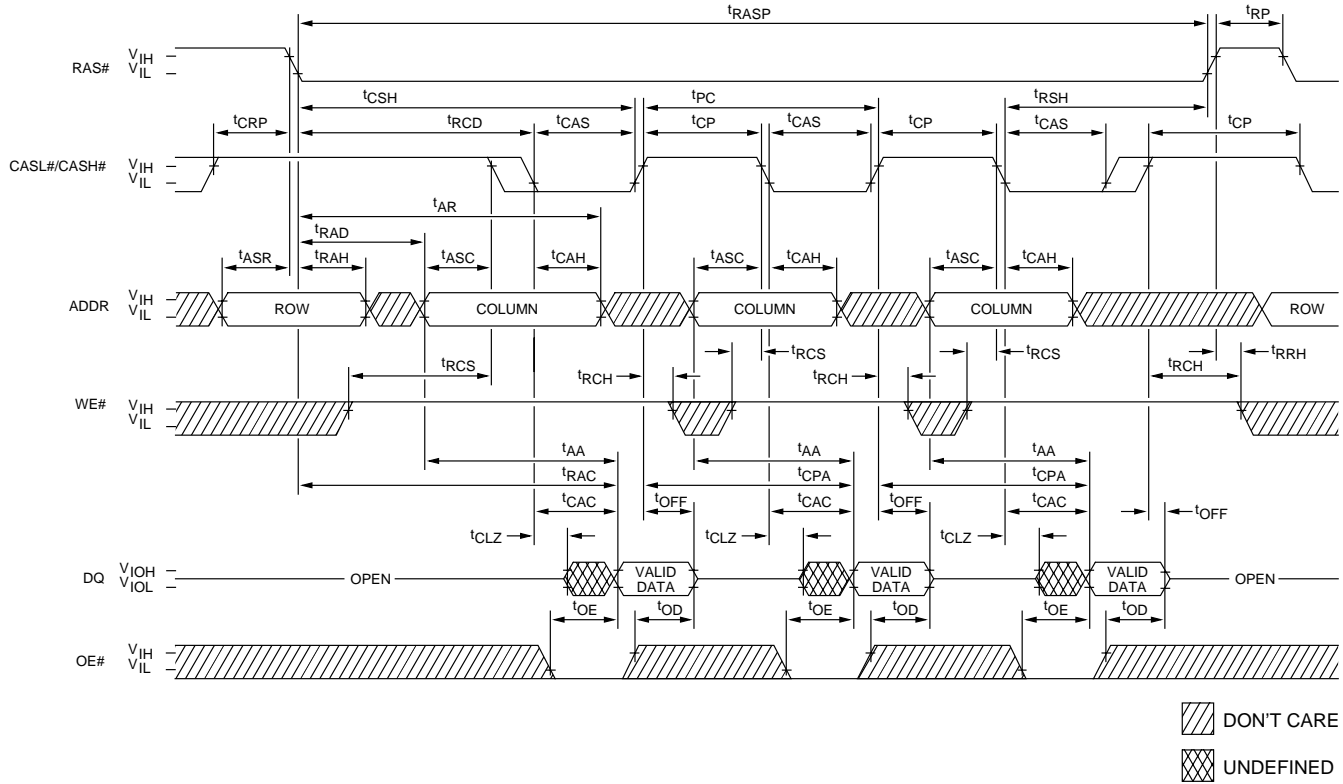 tRASP tRP
RAS# VIH
VIL
tCSH tPC tRSH
tCRP tRCD tCAS tCP tCAS tCP tCAS tCP
CASL#/CASH# VIH
VIL
tAR
tRAD
tASR tRAH tASC tCAH tASC tCAH tASC tCAH
ADDR VIH
VIL
ROW COLUMN COLUMN COLUMN ROW
tRCS tRCS tRCS tRRH
tRCH tRCH tRCH
WE# VIH
VIL
tAA tAA tAA
tRAC tCPA tCPA
tCAC tOFF tCAC tOFF tCAC tOFF
tCLZ tCLZ tCLZ
DQ VIOH
VIOL
OPEN VALID DATA VALID DATA VALID DATA OPEN
tOE tOD tOE tOD tOE tOD
OE# VIH
VIL
DON'T CARE
UNDEFINED